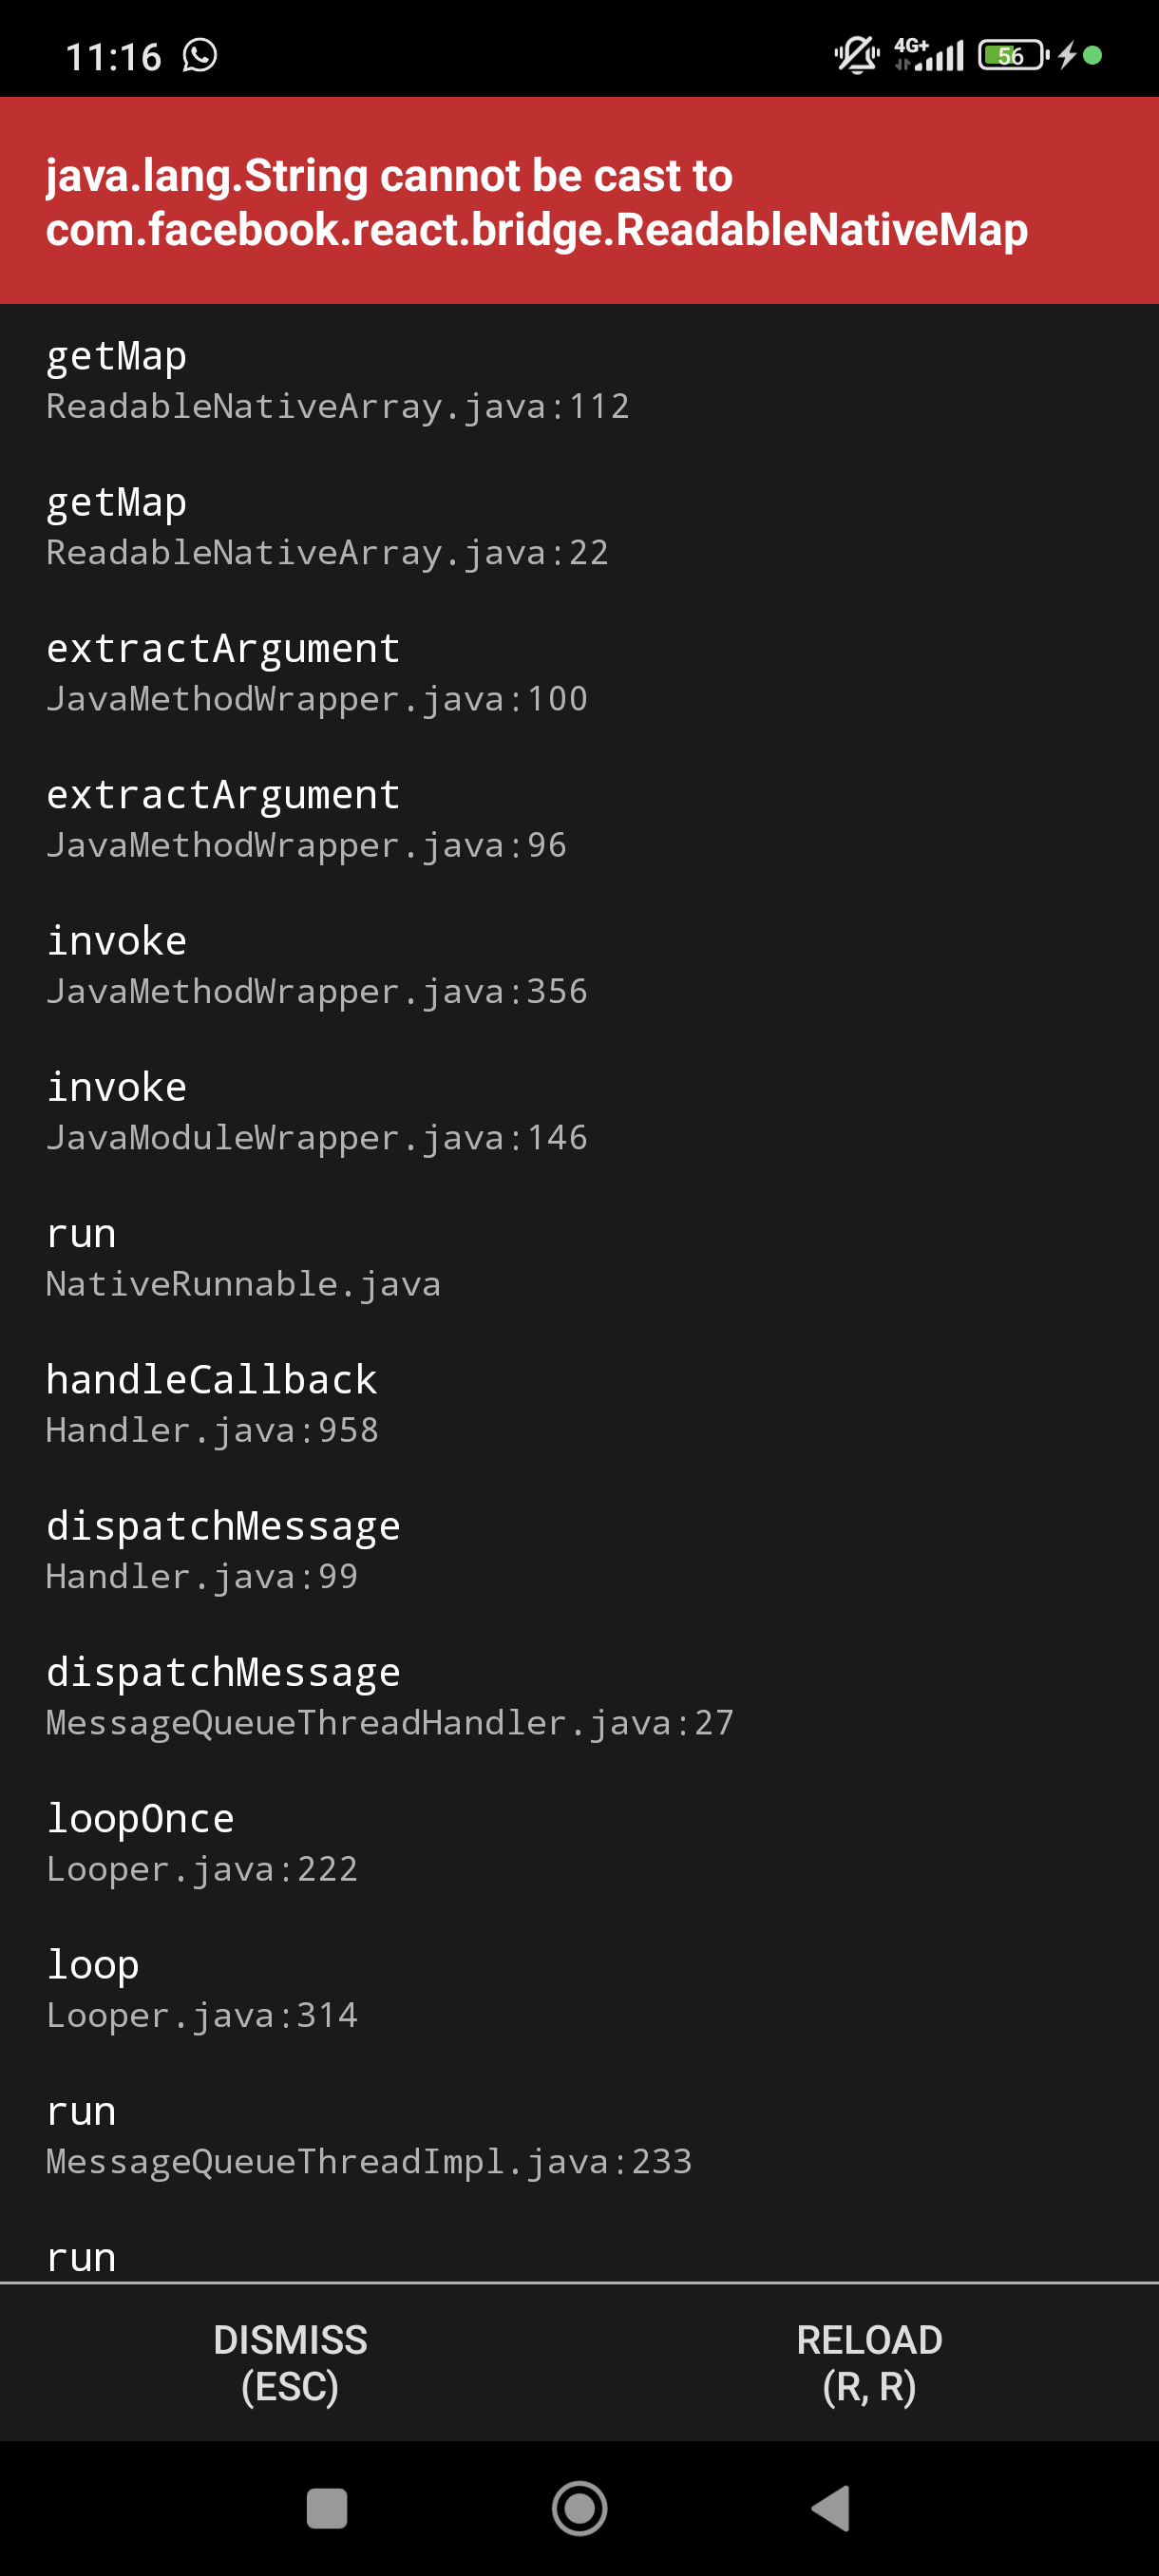 11:16
4G+
56
java.lang.String cannot be cast to
com.facebook.react.bridge.ReadableNativeMap
getMap
ReadableNativeArray.java:112
getMap
ReadableNativeArray.java:22
extractArgument
JavaMethodWrapper.java:100
extractArgument
JavaMethodWrapper.java:96
invoke
JavaMethodWrapper.java:356
invoke
JavaModuleWrapper.java:146
run
NativeRunnable.java
handleCallback
Handler.java:958
dispatchMessage
Handler.java:99
dispatchMessage
MessageQueueThreadHandler.java:27
loopOnce
Looper.java:222
loop
Looper.java:314
run
MessageQueueThreadImpl.java:233
run
DISMISS
(ESC)
RELOAD
(R, R)